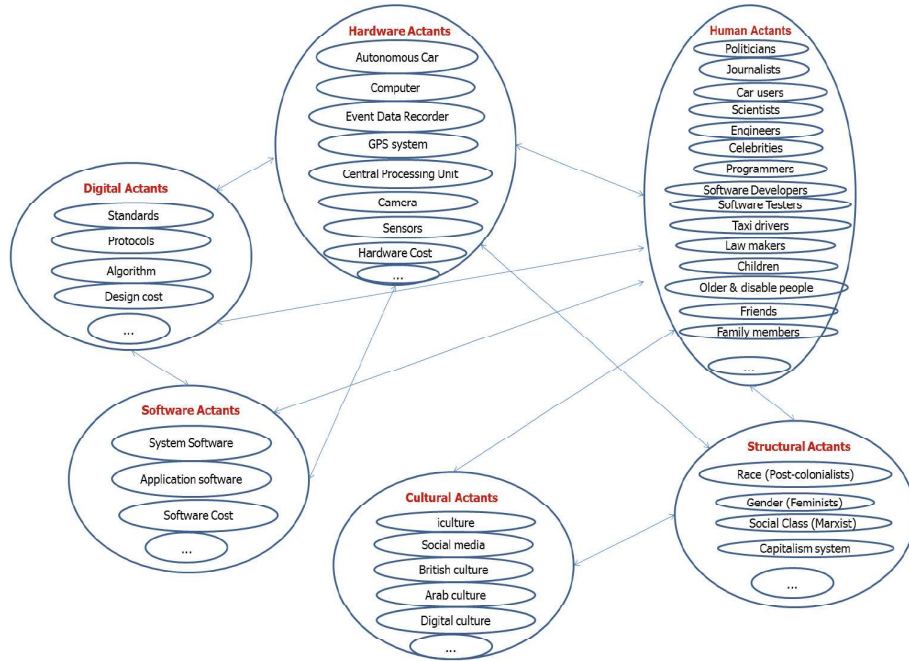 Hardware Actants
Autonomous Car
Computer
Event Data Recorder
GPS system
Central Processing Unit
Camera
Sensors
Hardware Cost
...
Human Actants
Politicians
Journalists
Car users
Scientists
Engineers
Celebrities
Programmers
Software Developers
Software Testers
Taxi drivers
Law makers
Children
Older & disable people
Friends
Family members
...
Digital Actants
Standards
Protocols
Algorithm
Design cost
...
Software Actants
System Software
Application software
Software Cost
...
Cultural Actants
iculture
Social media
British culture
Arab culture
Digital culture
...
Structural Actants
Race (Post-colonialists)
Gender (Feminists)
Social Class (Marxist)
Capitalism system
...